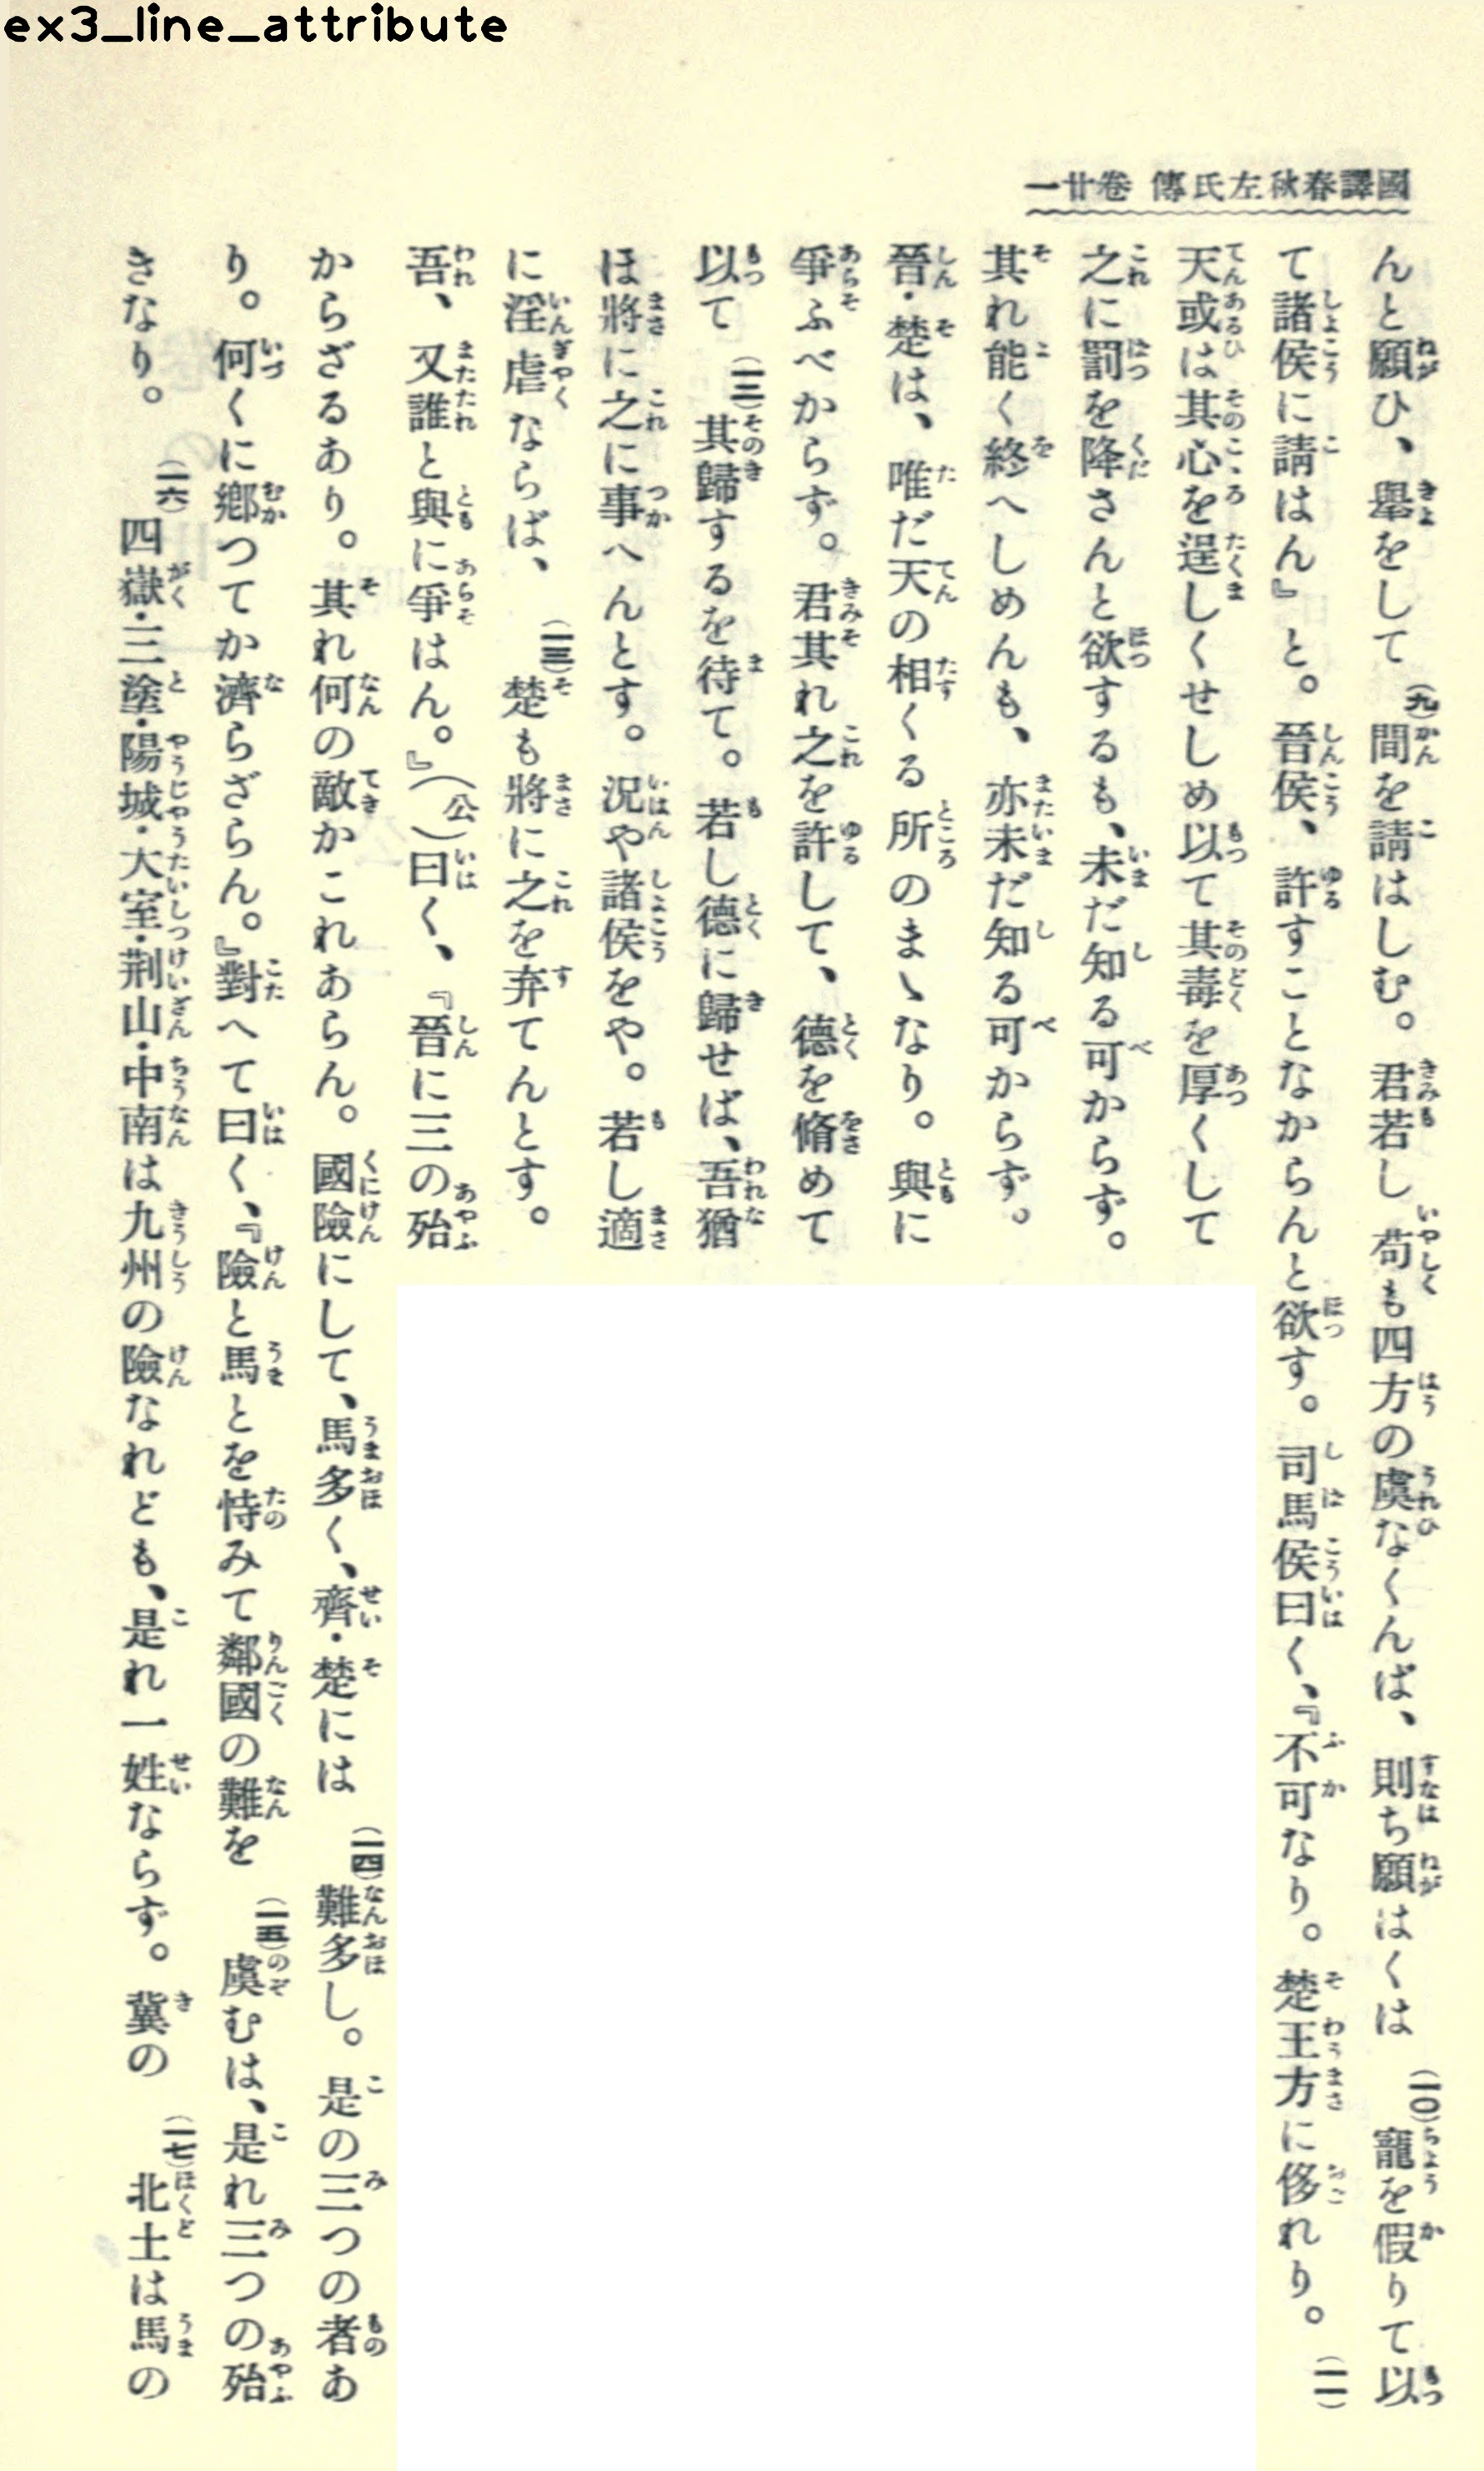 ex3_line_attribute
國譯春秋左氏傳 卷廿一
んと願ひ、擧をして(九)間を請はしむ。君若し苟も四方の虞なくんば、則ち願はくは(一〇)寵を假りて以
て諸侯に請はん』と。晉侯、許すことなからんと欲す。司馬侯曰く、『不可なり。楚王方に侈れり。(一一)
天或は其心を逞しくせしめ以て其毒を厚くして
之に罰を降さんと欲するも、未だ知る可からず。
其れ能く終へしめんも、亦未だ知る可からず。
晉・楚は、唯だ天の相くる所のまゝなり。與に
爭ふべからず。君其れ之を許して、德を脩めて
以て(一二)其歸するを待て。若し德に歸せば、吾猶
ほ將に之に事へんとす。況や諸侯をや。若し適
に淫虐ならば、(一三)楚も將に之を弃てんとす。
吾、又誰と與に爭はん。』(公)曰く、『晉に三の殆
からざるあり。其れ何の敵かこれあらん。國險にして、馬多く、齊・楚には(一四)難多し。是の三つの者あ
り。何くに鄕つてか濟らざらん。』對へて曰く、『險と馬とを恃みて鄰國の難を(一五)虞むは、是れ三つの殆
きなり。(一六)四嶽・三塗・陽城・大室・荆山・中南は九州の險なれども、是れ一姓ならず。冀の(一七)北土は馬の